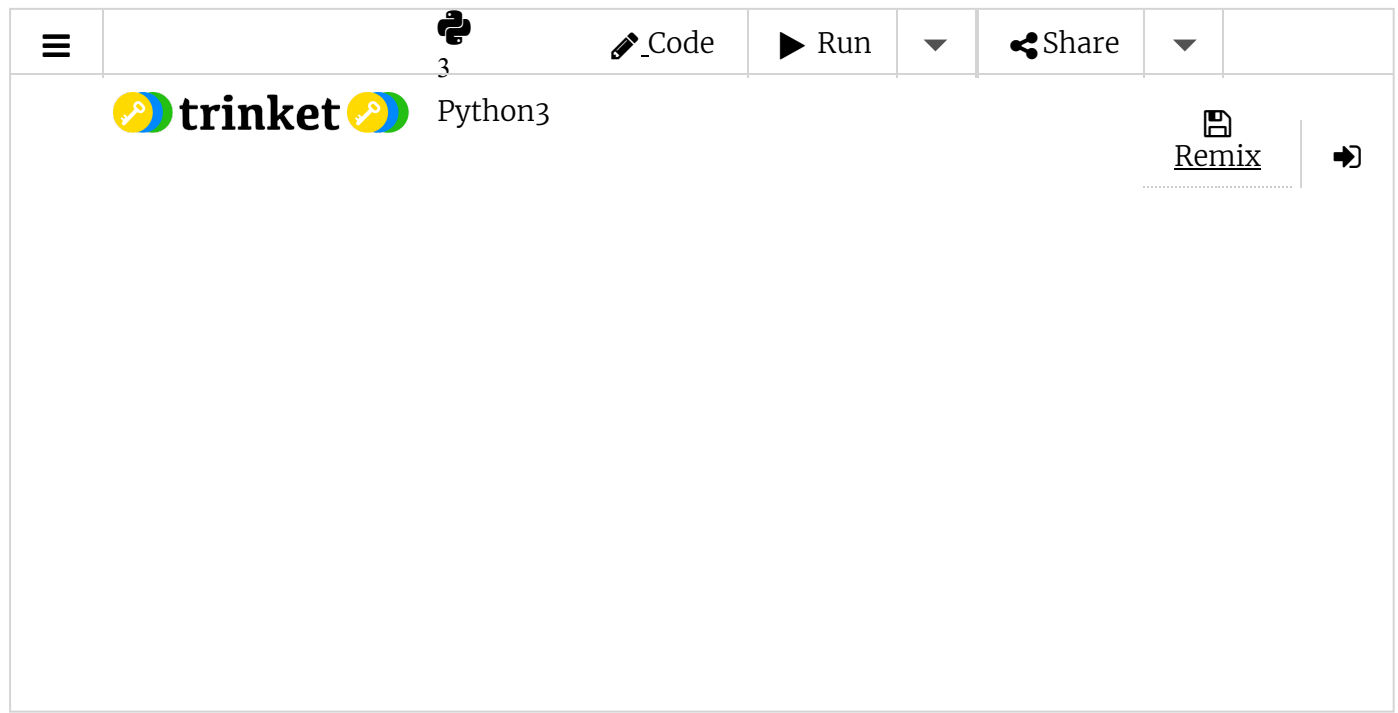 3
Code
Run
Share
trinket
Python3
Remix